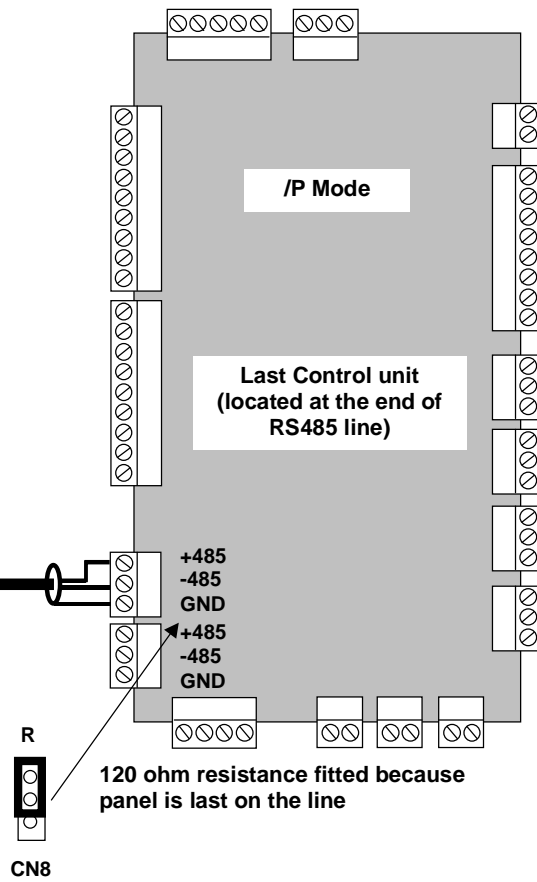 /P Mode
Last Control unit
(located at the end of
RS485 line)
+485
-485
GND
+485
-485
GND
R
120 ohm resistance fitted because
panel is last on the line
CN8